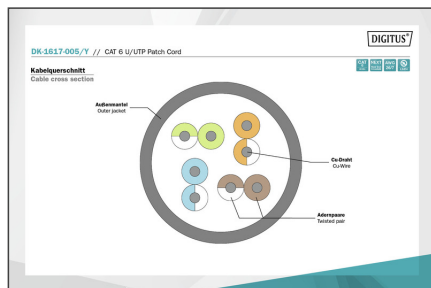 DIGITUS®
DK-1617-005/Y // CAT 6 U/UTP Patch Cord
Kabelquerschnitt
Cable cross section
Außenmantel
Outer jacket
Cu-Draht
Cu-Wire
Adernpaare
Twisted pair